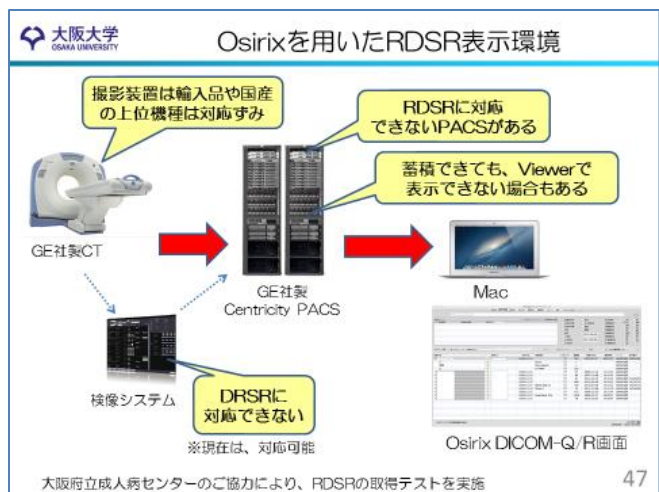 大阪大学
OSAKA UNIVERSITY
Osirixを用いたRDSR表示環境
撮影装置は輸入品や国産
の上位機種は対応ずみ
RDSRに対応
できないPACSがある
蓄積できても、Viewerで
表示できない場合もある
GE社製CT
GE社製
Centricity PACS
Mac
検像システム
DRSRに
対応できない
※現在は、対応可能
Osirix DICOM-Q/R画面
大阪府立成人病センターのご協力により、RDSRの取得テストを実施
47